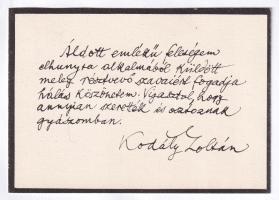 Áldott emlékű feleségem
elhunyta alkalmából küldött
meleg résztvevő szavaiért fogadja
hálás köszönetem. Vigasztal, hogy
annyian szerették és osztoznak
gyászomban.
Kodály Zoltán